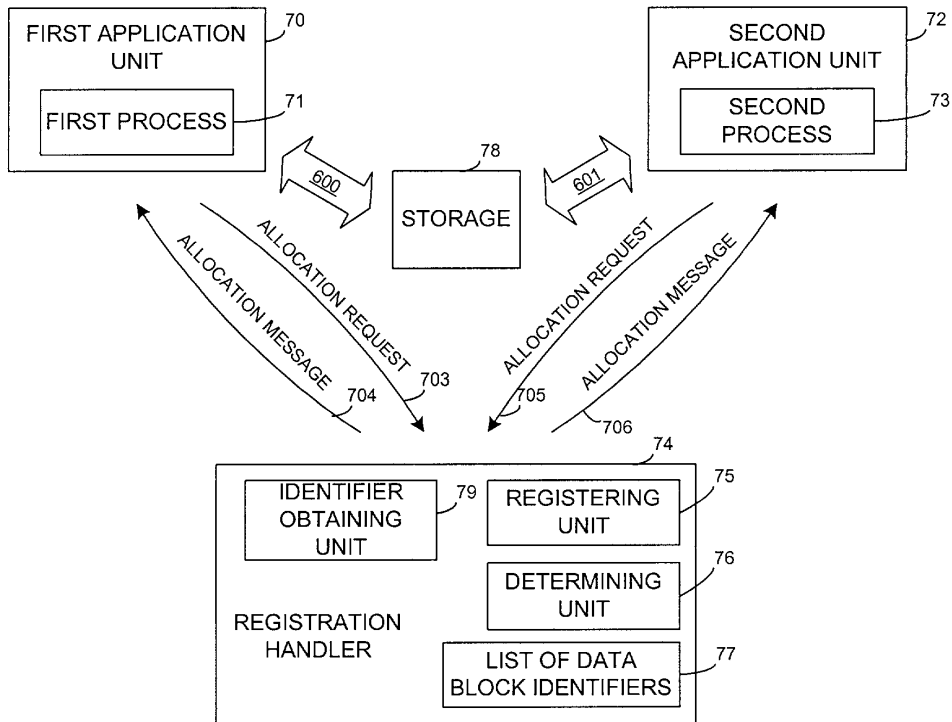 70
FIRST APPLICATION
UNIT
71
FIRST PROCESS
72
SECOND
APPLICATION UNIT
73
SECOND
PROCESS
600
78
STORAGE
601
ALLOCATION REQUEST
703
ALLOCATION MESSAGE
704
ALLOCATION REQUEST
705
ALLOCATION MESSAGE
706
74
IDENTIFIER
OBTAINING
UNIT
79
REGISTERING
UNIT
75
DETERMINING
UNIT
76
REGISTRATION
HANDLER
LIST OF DATA
BLOCK IDENTIFIERS
77